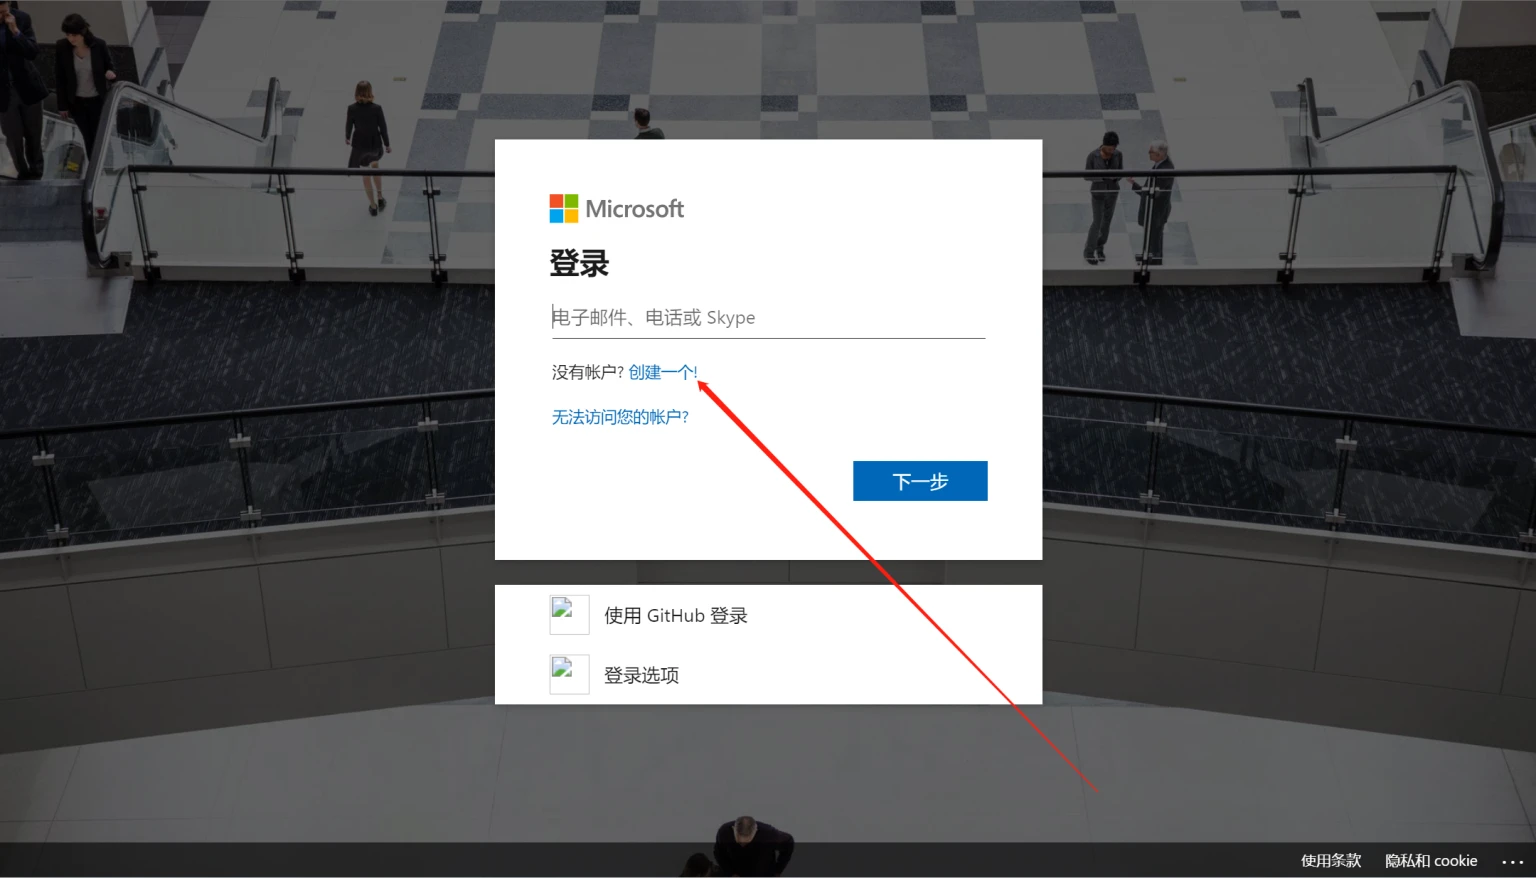 Microsoft
登录
电子邮件、电话或 Skype
没有帐户? 创建一个!
无法访问您的帐户?
下一步
使用 GitHub 登录
登录选项
使用条款 隐私和 cookie ...